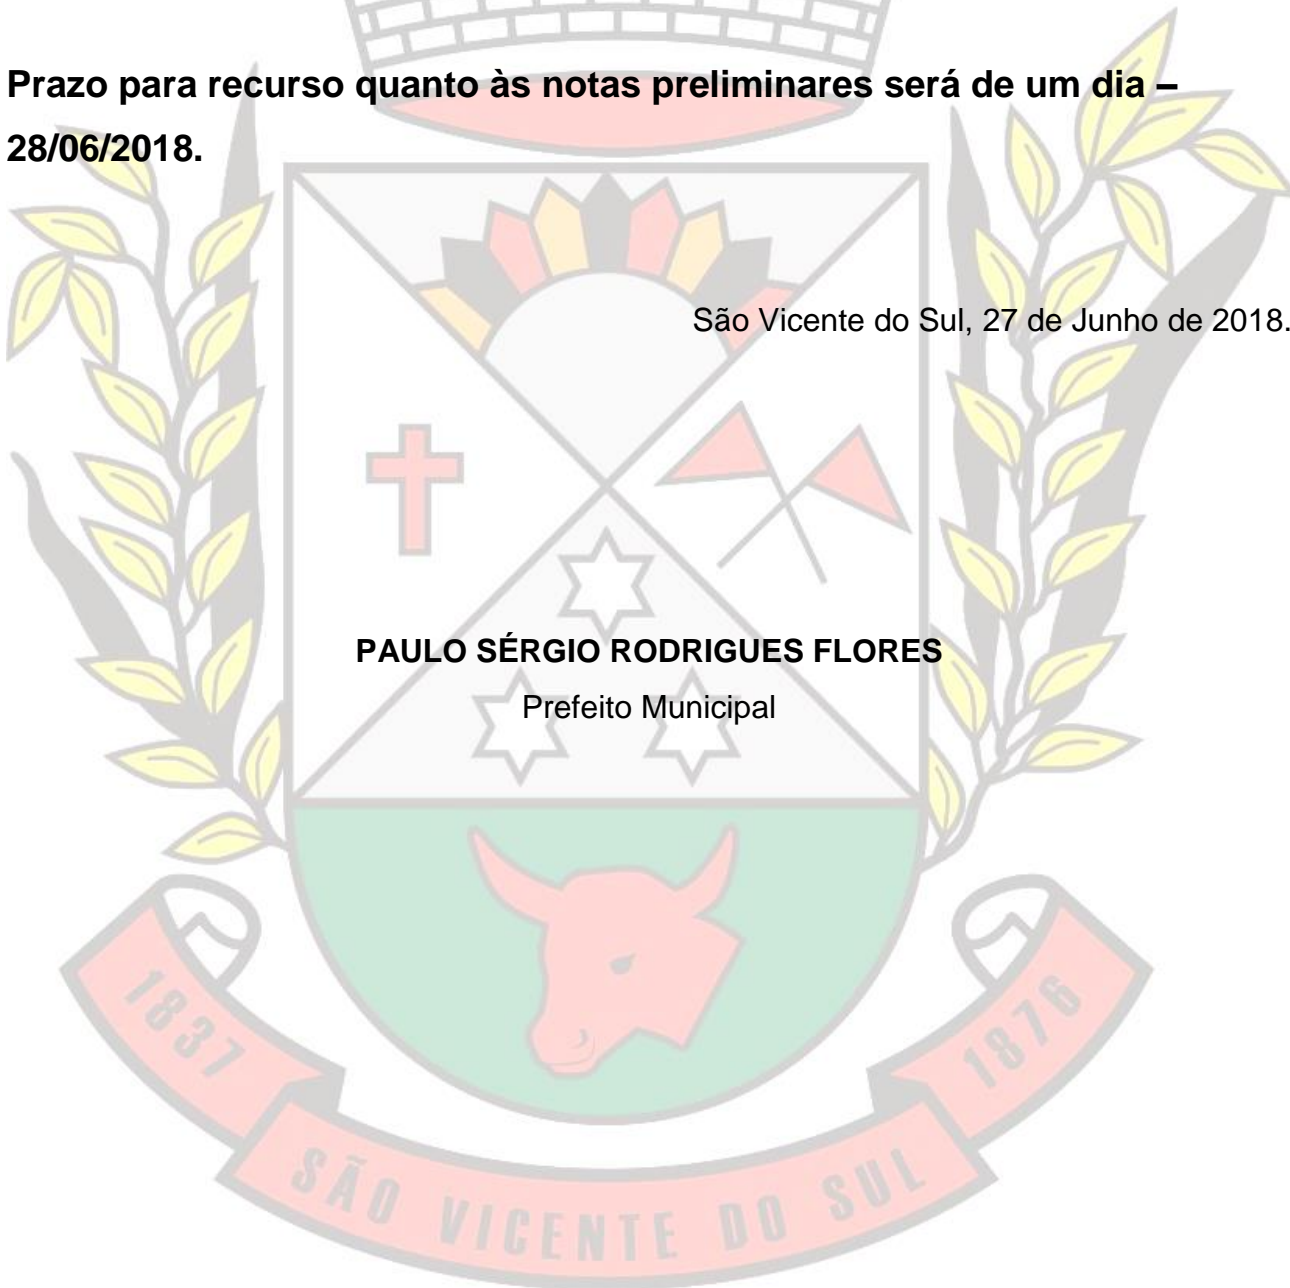 Prazo para recurso quanto às notas preliminares será de um dia –
28/06/2018.
São Vicente do Sul, 27 de Junho de 2018.
PAULO SÉRGIO RODRIGUES FLORES
Prefeito Municipal
1837
1876
SÃO VICENTE DO SUL